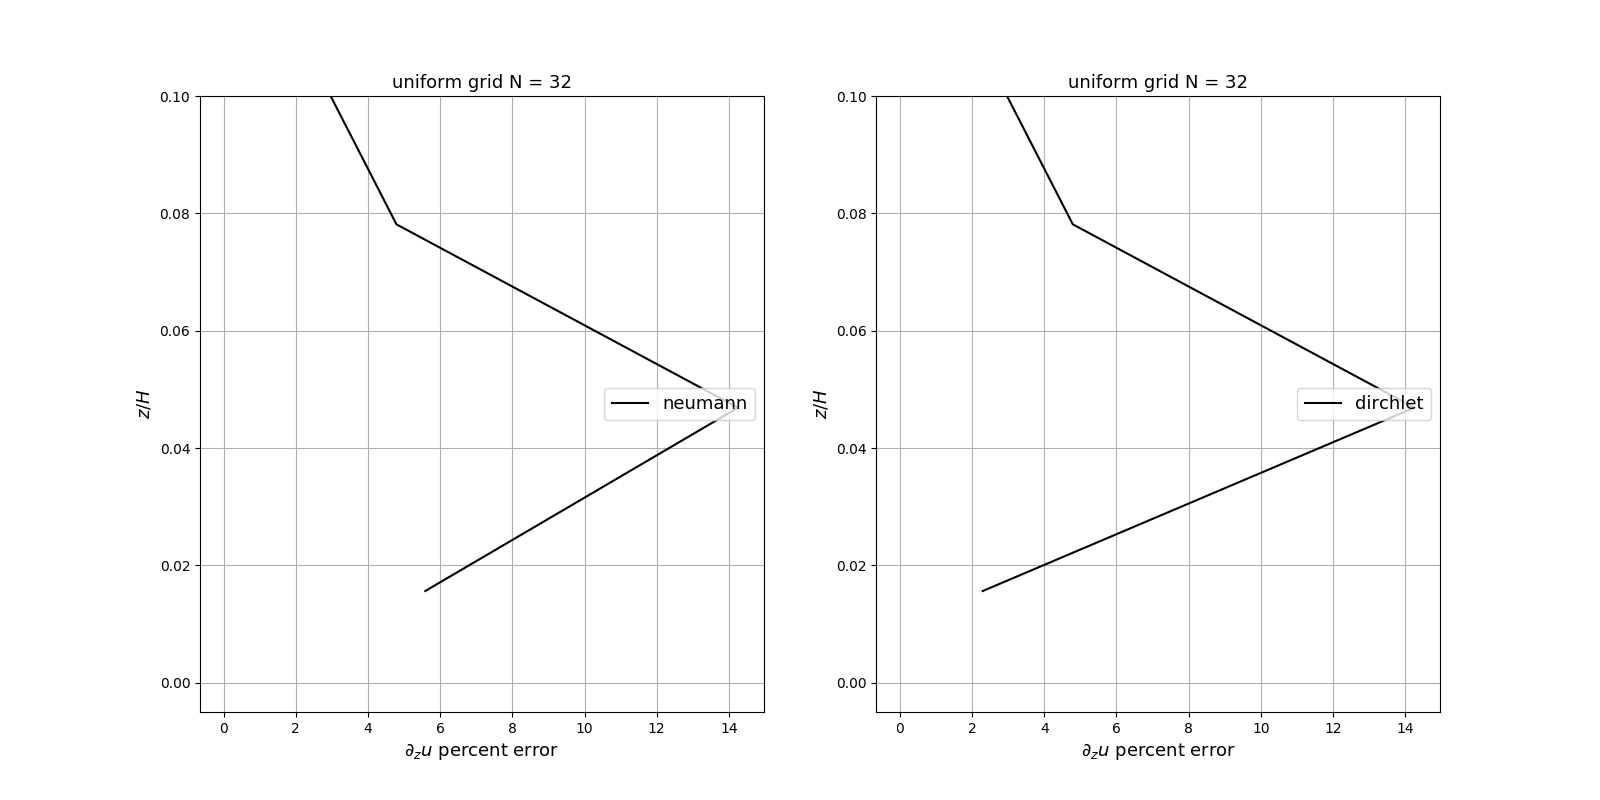 uniform grid N = 32
0.10
0.08
0.06
0.04
0.02
0.00
z/H
neumann
0 2 4 6 8 10 12 14
∂zu percent error
uniform grid N = 32
0.10
0.08
0.06
0.04
0.02
0.00
z/H
dirchlet
0 2 4 6 8 10 12 14
∂zu percent error